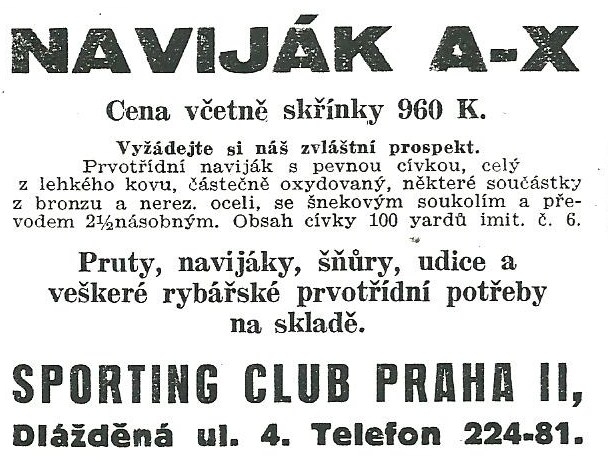 NAVIJÁK A-X
Cena včetně skřínky 960 K.
Vyžádejte si náš zvláštní prospekt.
Prvotřídní naviják s pevnou cívkou, celý
z lehkého kovu, částečně oxydovaný, některé součástky
z bronzu a nerez. oceli, se šnekovým soukolím a pře-
vodem 2½násobným. Obsah cívky 100 yardů imit. č. 6.
Pruty, navijáky, šňůry, udice a
veškeré rybářské prvotřídní potřeby
na skladě.
SPORTING CLUB PRAHA II,
Dlážděná ul. 4. Telefon 224-81.